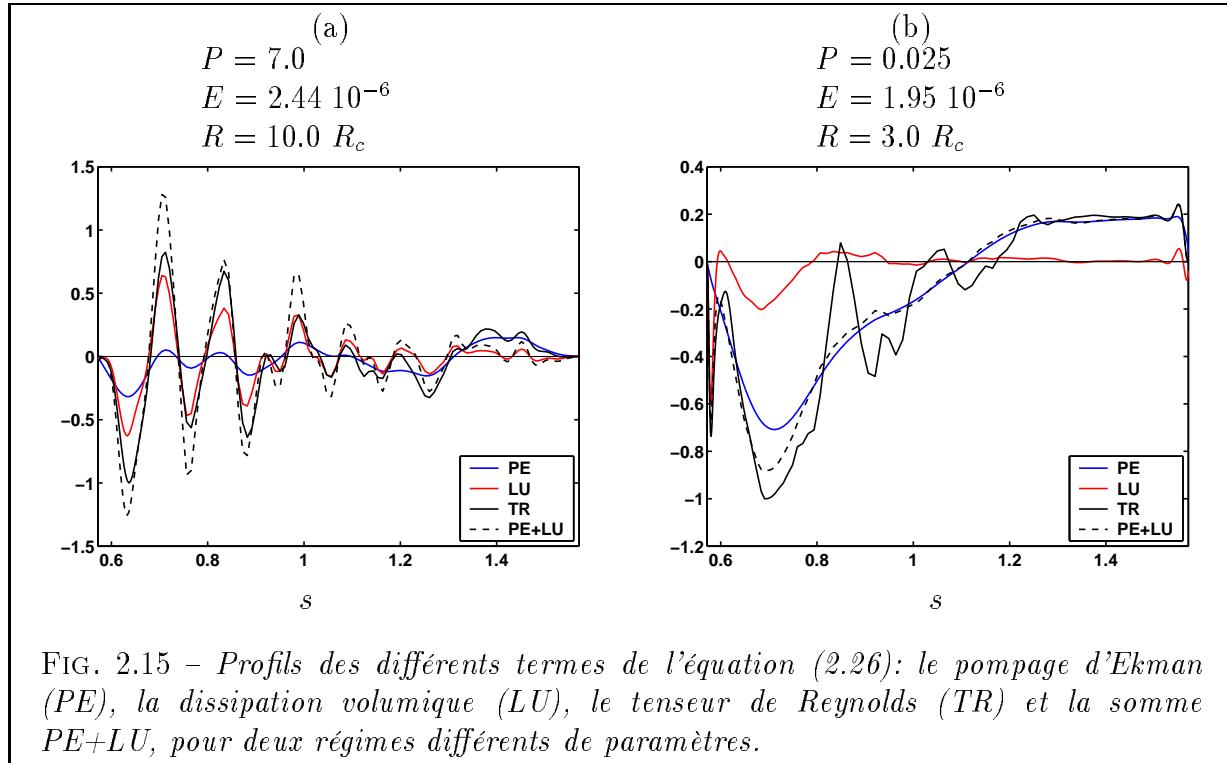 (a)
P = 7.0
E = 2.44 10⁻⁶
R = 10.0 R_c
1.5
1
0.5
0
−0.5
−1
−1.5
0.6 0.8 1 1.2 1.4
PE
LU
TR
PE+LU
s
(b)
P = 0.025
E = 1.95 10⁻⁶
R = 3.0 R_c
0.4
0.2
0
−0.2
−0.4
−0.6
−0.8
−1
−1.2
0.6 0.8 1 1.2 1.4
PE
LU
TR
PE+LU
s
FIG. 2.15 – Profils des différents termes de l'équation (2.26): le pompage d'Ekman
(PE), la dissipation volumique (LU), le tenseur de Reynolds (TR) et la somme
PE+LU, pour deux régimes différents de paramètres.